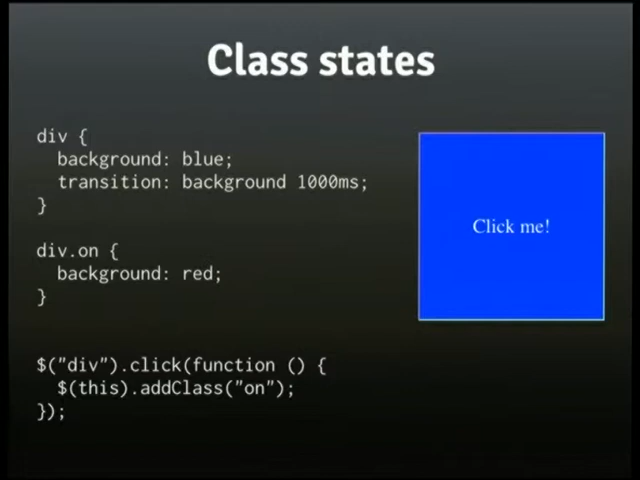 Class states
div {
background: blue;
transition: background 1000ms;
}
div.on {
background: red;
}
$("div").click(function () {
$(this).addClass("on");
});
Click me!